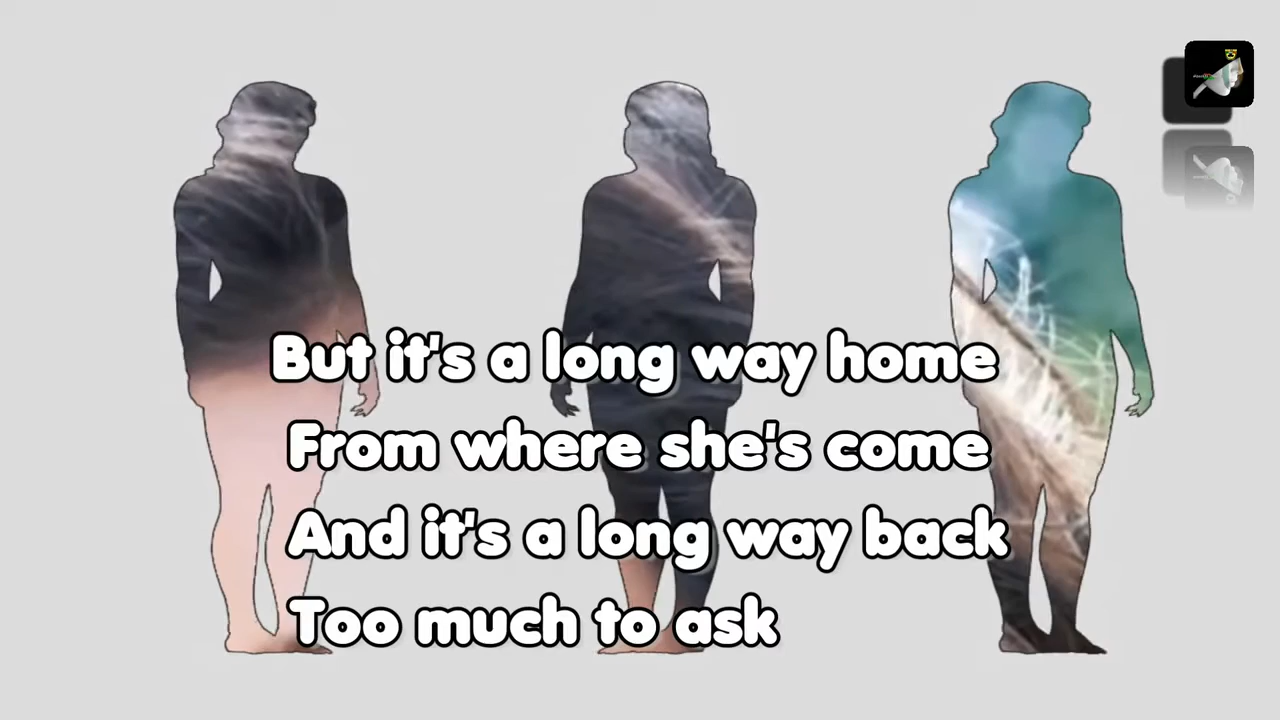 But it's a long way home
From where she's come
And it's a long way back
Too much to ask